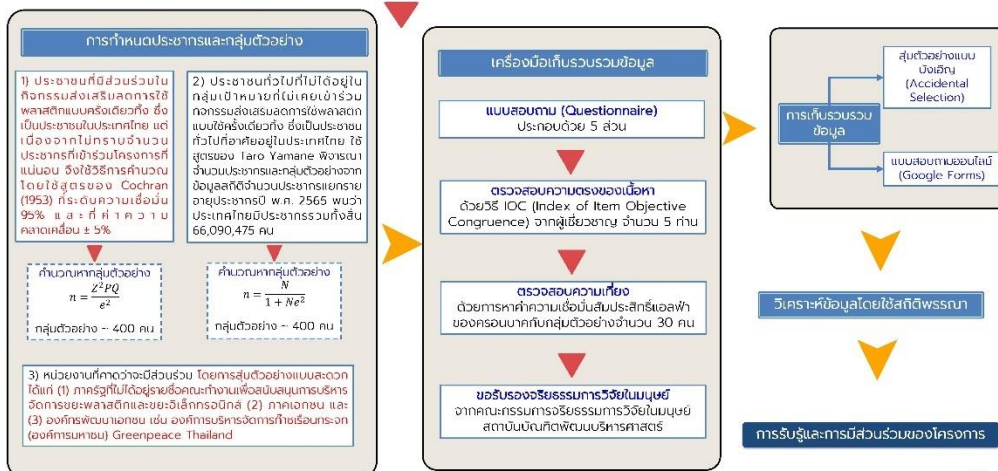 การกำหนดประชากรและกลุ่มตัวอย่าง
1) ประชาชนที่มีส่วนร่วมใน
กิจกรรมส่งเสริมลดการใช้
พลาสติกแบบครั้งเดียวทิ้ง ซึ่ง
เป็นประชาชนในประเทศไทย แต่
เนื่องจากไม่ทราบจำนวน
ประชากรที่เข้าร่วมโครงการที่
แน่นอน จึงใช้วิธีการคำนวณ
โดยใช้สูตรของ Cochran
(1953) ที่ระดับความเชื่อมั่น
95% และที่ค่าความ
คลาดเคลื่อน ± 5%
คำนวณหากลุ่มตัวอย่าง
n = Z²PQ / e²
กลุ่มตัวอย่าง ~ 400 คน
2) ประชาชนทั่วไปที่ไม่ได้อยู่ใน
กลุ่มเป้าหมายที่ไม่เคยเข้าร่วม
กิจกรรมส่งเสริมลดการใช้พลาสติก
แบบใช้ครั้งเดียวทิ้ง ซึ่งเป็นประชาชน
ทั่วไปที่อาศัยอยู่ในประเทศไทย ใช้
สูตรของ Taro Yamane พิจารณา
จำนวนประชากรและกลุ่มตัวอย่างจาก
ข้อมูลสถิติจำนวนประชากรแยกราย
อายุประชากรปี พ.ศ. 2565 พบว่า
ประเทศไทยมีประชากรรวมทั้งสิ้น
66,090,475 คน
คำนวณหากลุ่มตัวอย่าง
n = N / 1 + Ne²
กลุ่มตัวอย่าง ~ 400 คน
3) หน่วยงานที่คาดว่าจะมีส่วนร่วม โดยการสุ่มตัวอย่างแบบสะดวก
ได้แก่ (1) ภาครัฐที่ไม่ได้อยู่รายชื่อคณะทำงานเพื่อสนับสนุนการบริหาร
จัดการขยะพลาสติกและขยะอิเล็กทรอนิกส์ (2) ภาคเอกชน และ
(3) องค์กรพัฒนาเอกชน เช่น องค์การบริหารจัดการก๊าซเรือนกระจก
(องค์การมหาชน) Greenpeace Thailand
เครื่องมือเก็บรวบรวมข้อมูล
แบบสอบถาม (Questionnaire)
ประกอบด้วย 5 ส่วน
ตรวจสอบความตรงของเนื้อหา
ด้วยวิธี IOC (Index of Item Objective
Congruence) จากผู้เชี่ยวชาญ จำนวน 5 ท่าน
ตรวจสอบความเที่ยง
ด้วยการหาค่าความเชื่อมั่นสัมประสิทธิ์แอลฟ่า
ของครอนบาคกับกลุ่มตัวอย่างจำนวน 30 คน
ขอรับรองจริยธรรมการวิจัยในมนุษย์
จากคณะกรรมการจริยธรรมการวิจัยในมนุษย์
สถาบันบัณฑิตพัฒนบริหารศาสตร์
การเก็บรวบรวม
ข้อมูล
สุ่มตัวอย่างแบบ
บังเอิญ
(Accidental
Selection)
แบบสอบถามออนไลน์
(Google Forms)
วิเคราะห์ข้อมูลโดยใช้สถิติพรรณา
การรับรู้และการมีส่วนร่วมของโครงการ